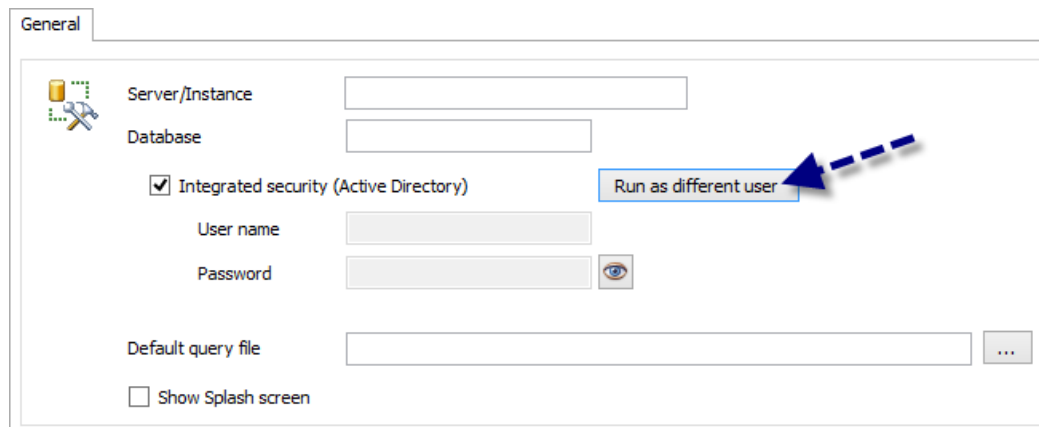 General
Server/Instance
Database
Integrated security (Active Directory) Run as different user
User name
Password
Default query file ...
Show Splash screen